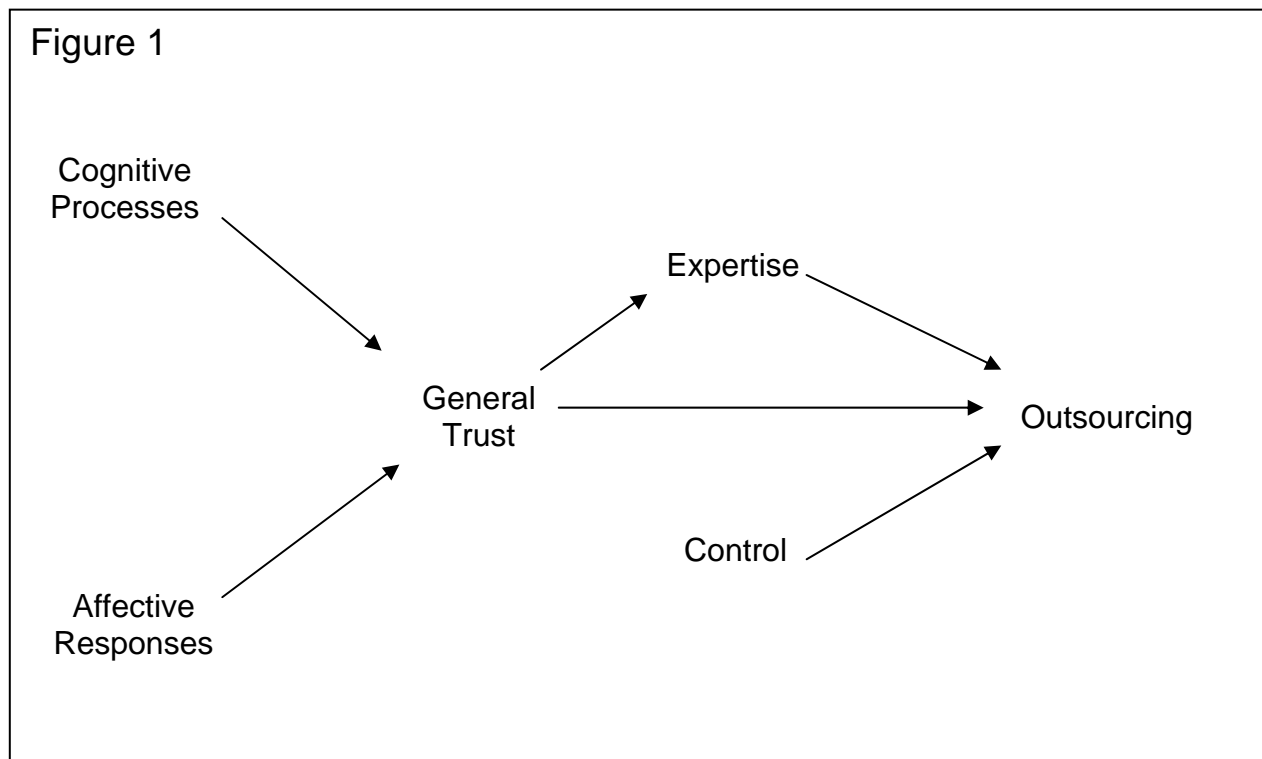 Figure 1
Cognitive
Processes
Expertise
General
Trust
Outsourcing
Control
Affective
Responses